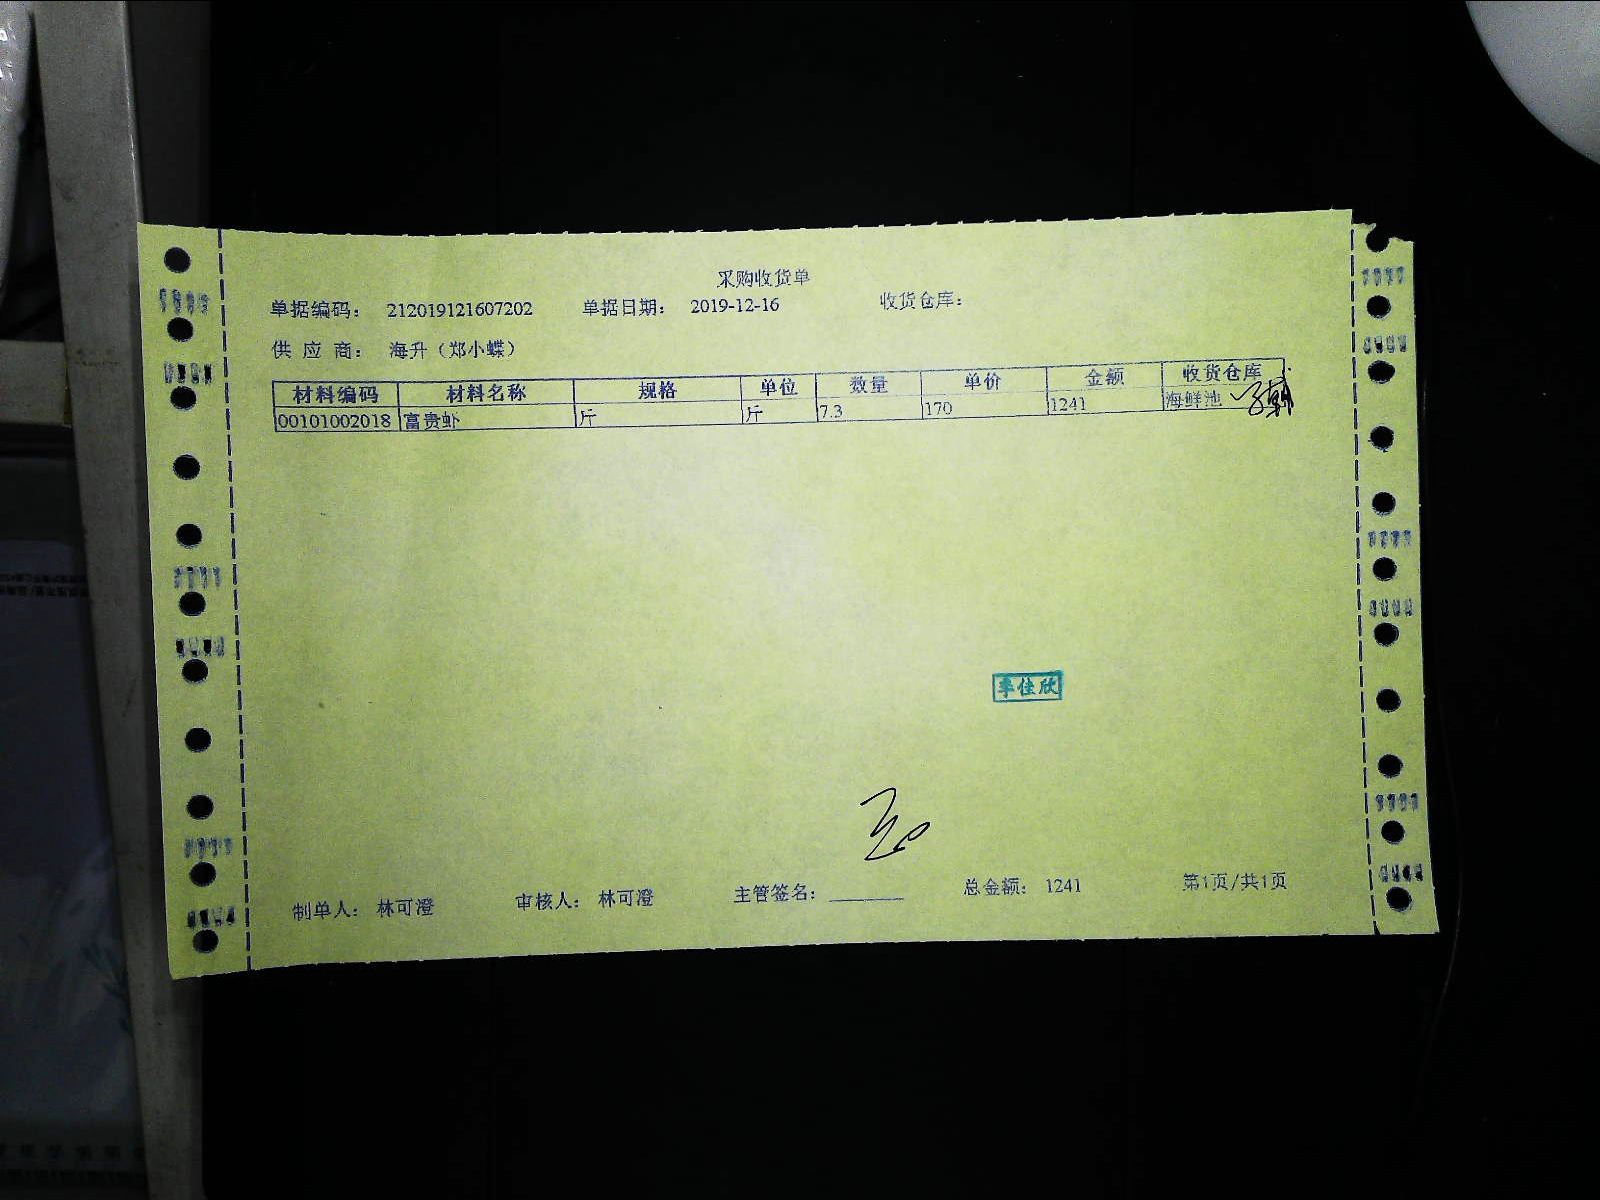 采购收货单
单据编码: 212019121607202 单据日期: 2019-12-16 收货仓库:
供应商: 海升（郑小蝶）
材料编码 材料名称 规格 单位 数量 单价 金额 收货仓库
00101002018 富贵虾 斤 斤 7.3 170 1241 海鲜池
李佳欣
制单人: 林可澄 审核人: 林可澄 主管签名: 总金额: 1241 第1页/共1页